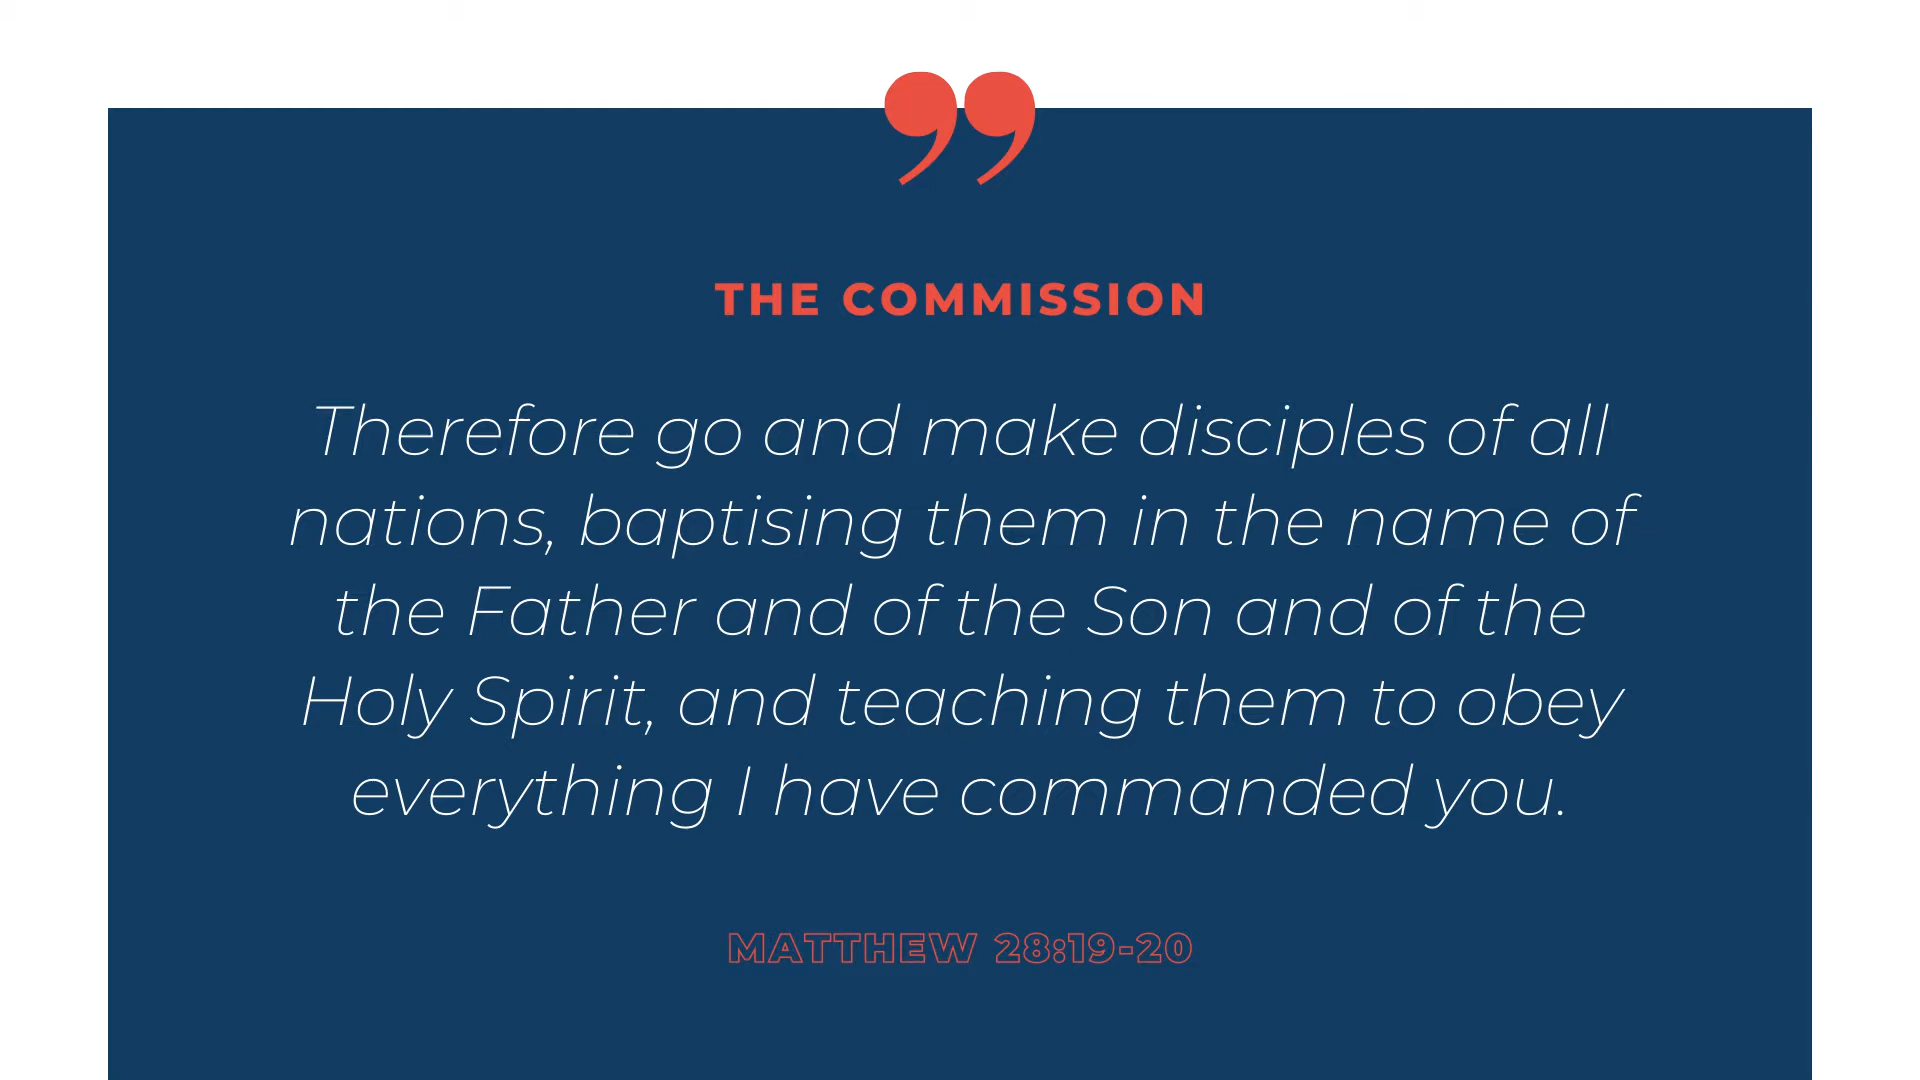 ”
THE COMMISSION
Therefore go and make disciples of all
nations, baptising them in the name of
the Father and of the Son and of the
Holy Spirit, and teaching them to obey
everything I have commanded you.
MATTHEW 28:19-20